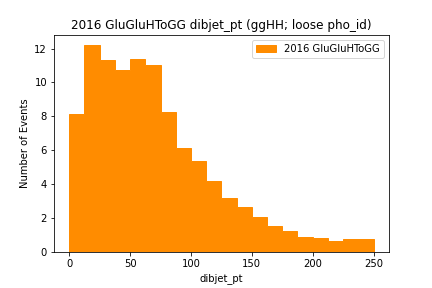 2016 GluGluHToGG dibjet_pt (ggHH; loose pho_id)
2016 GluGluHToGG
Number of Events
12
10
8
6
4
2
0
0 50 100 150 200 250
dibjet_pt